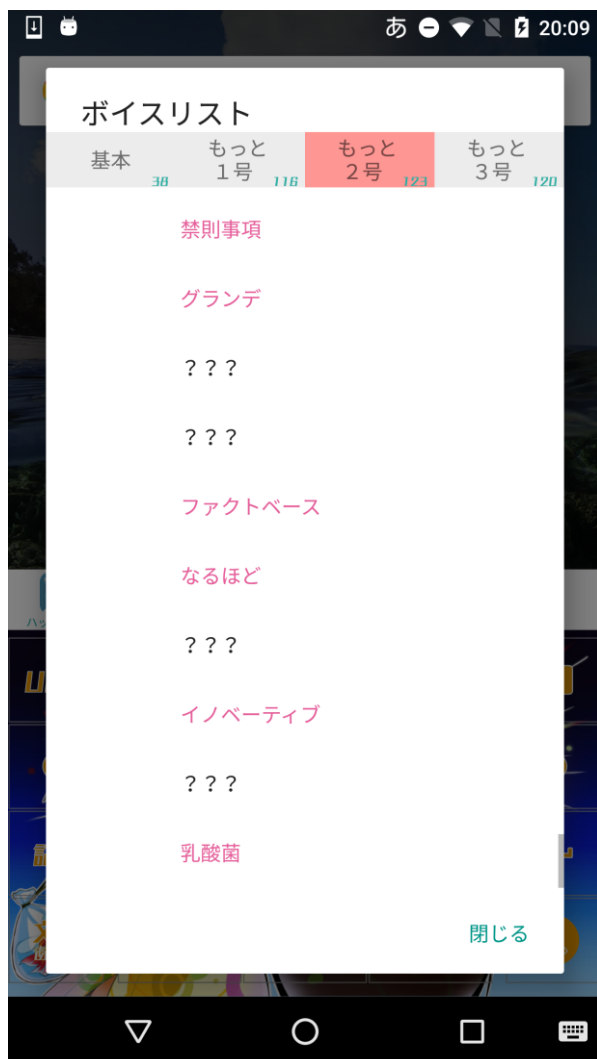 あ
20:09
ボイスリスト
基本
38
もっと
1号
116
もっと
2号
123
もっと
3号
120
禁則事項
グランデ
???
???
ファクトベース
なるほど
???
イノベーティブ
???
乳酸菌
閉じる
ハッ